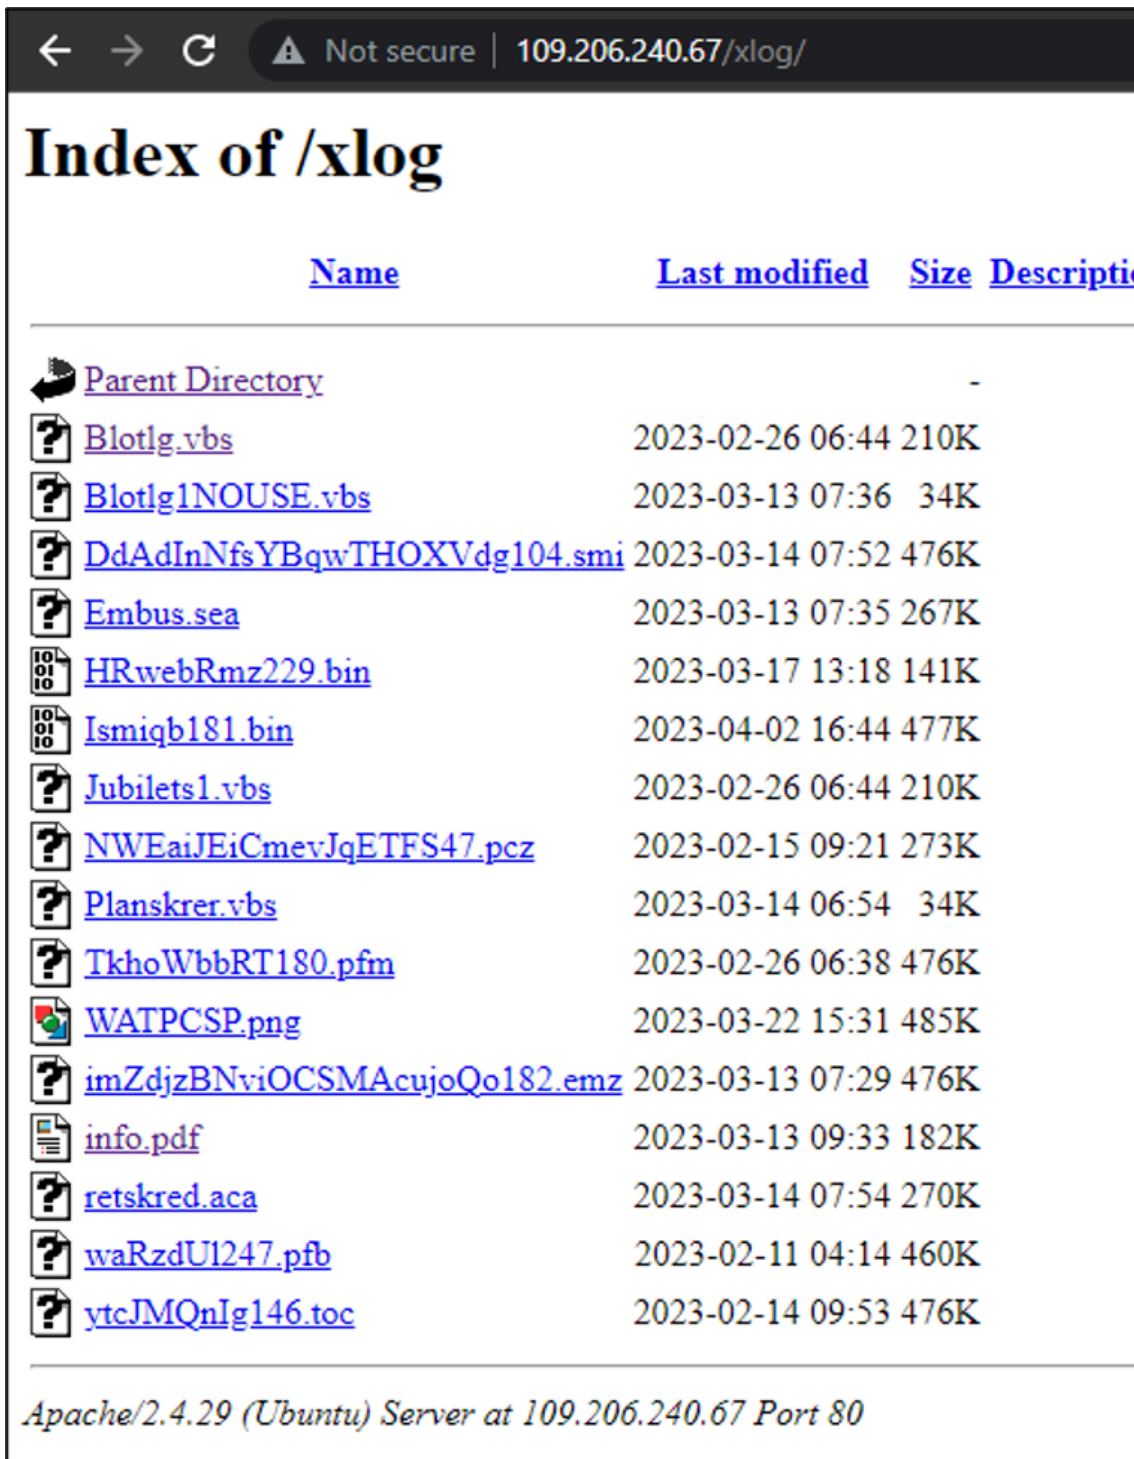 Not secure | 109.206.240.67/xlog/
Index of /xlog
Name Last modified Size Descriptio
Parent Directory -
Blotlg.vbs 2023-02-26 06:44 210K
Blotlg1NOUSE.vbs 2023-03-13 07:36 34K
DdAdInNfsYBqwTHOXVdg104.smi 2023-03-14 07:52 476K
Embus.sea 2023-03-13 07:35 267K
HRwebRmz229.bin 2023-03-17 13:18 141K
Ismiqb181.bin 2023-04-02 16:44 477K
Jubilets1.vbs 2023-02-26 06:44 210K
NWEaiJEiCmevJqETFS47.pcz 2023-02-15 09:21 273K
Planskrer.vbs 2023-03-14 06:54 34K
TkhoWbbRT180.pfm 2023-02-26 06:38 476K
WATPCSP.png 2023-03-22 15:31 485K
imZdjzBNviOCSMAcujoQo182.emz 2023-03-13 07:29 476K
info.pdf 2023-03-13 09:33 182K
retskred.aca 2023-03-14 07:54 270K
waRzdUl247.pfb 2023-02-11 04:14 460K
ytcJMQnIg146.toc 2023-02-14 09:53 476K
Apache/2.4.29 (Ubuntu) Server at 109.206.240.67 Port 80